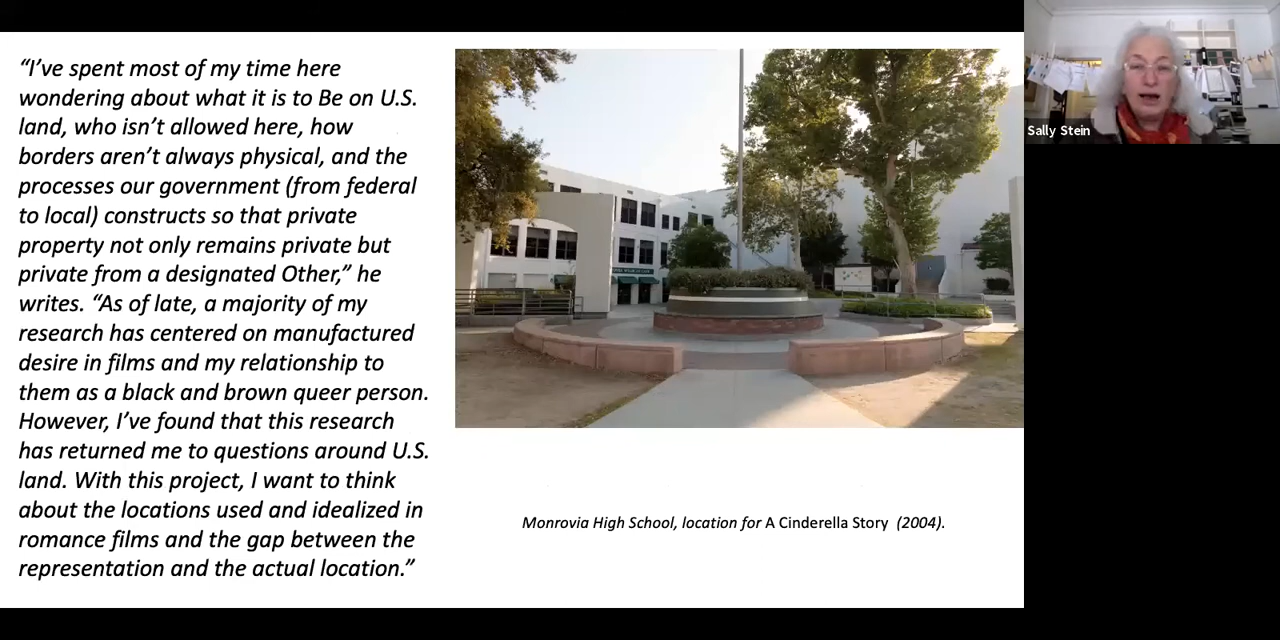 “I’ve spent most of my time here
wondering about what it is to Be on U.S.
land, who isn’t allowed here, how
borders aren’t always physical, and the
processes our government (from federal
to local) constructs so that private
property not only remains private but
private from a designated Other,” he
writes. “As of late, a majority of my
research has centered on manufactured
desire in films and my relationship to
them as a black and brown queer person.
However, I’ve found that this research
has returned me to questions around U.S.
land. With this project, I want to think
about the locations used and idealized in
romance films and the gap between the
representation and the actual location.”
Monrovia High School, location for A Cinderella Story (2004).
Sally Stein